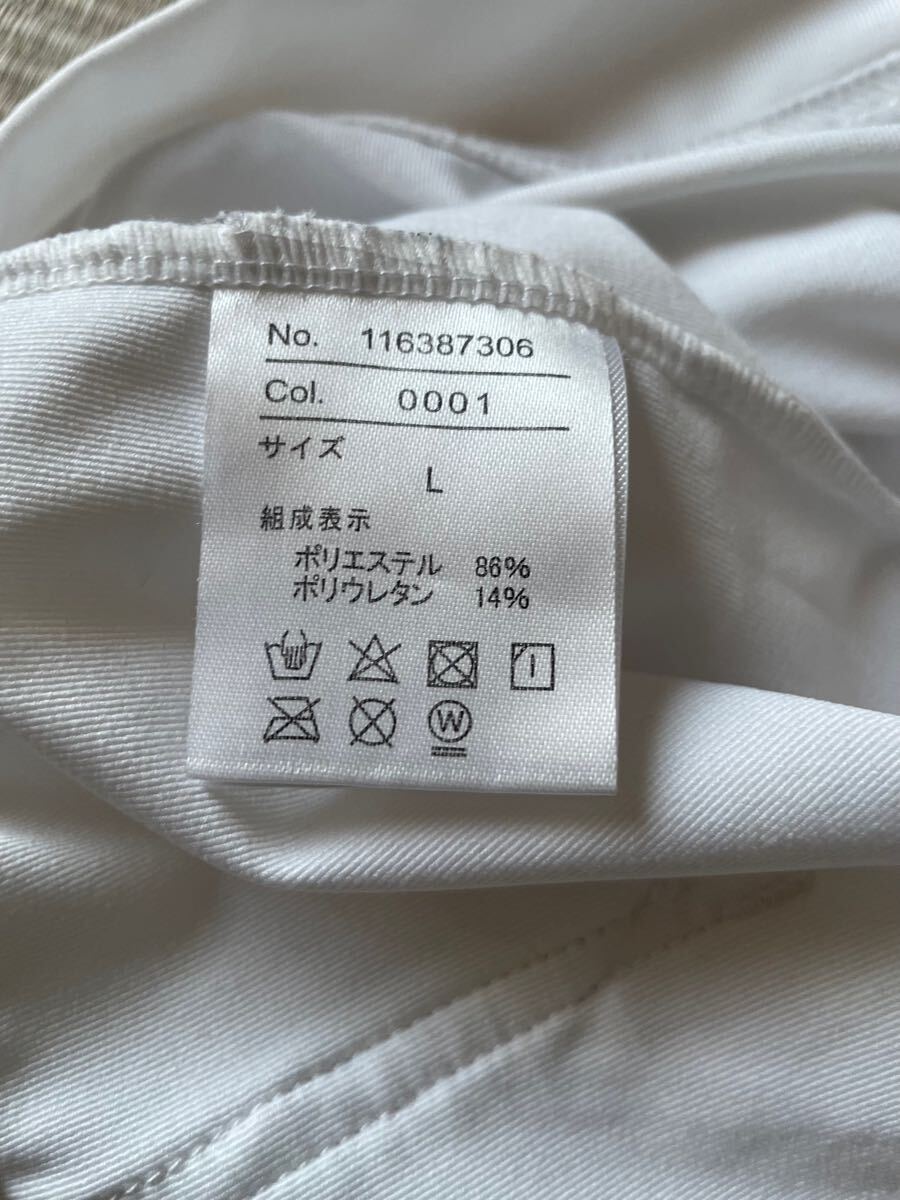 No. 116387306
Col. 0001
サイズ
L
組成表示
ポリエステル 86%
ポリウレタン 14%
W